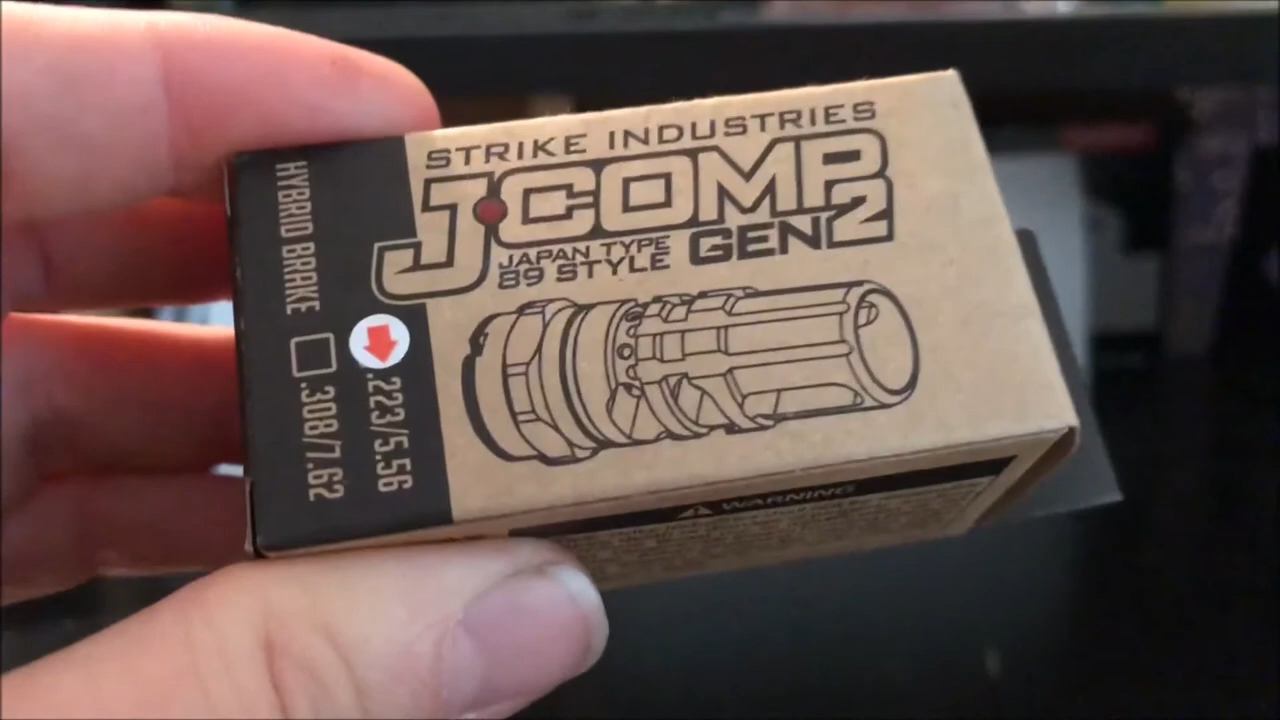 STRIKE INDUSTRIES
J COMP
JAPAN TYPE
89 STYLE
GEN2
HYBRID BRAKE
.223/5.56
.308/7.62
WARNING